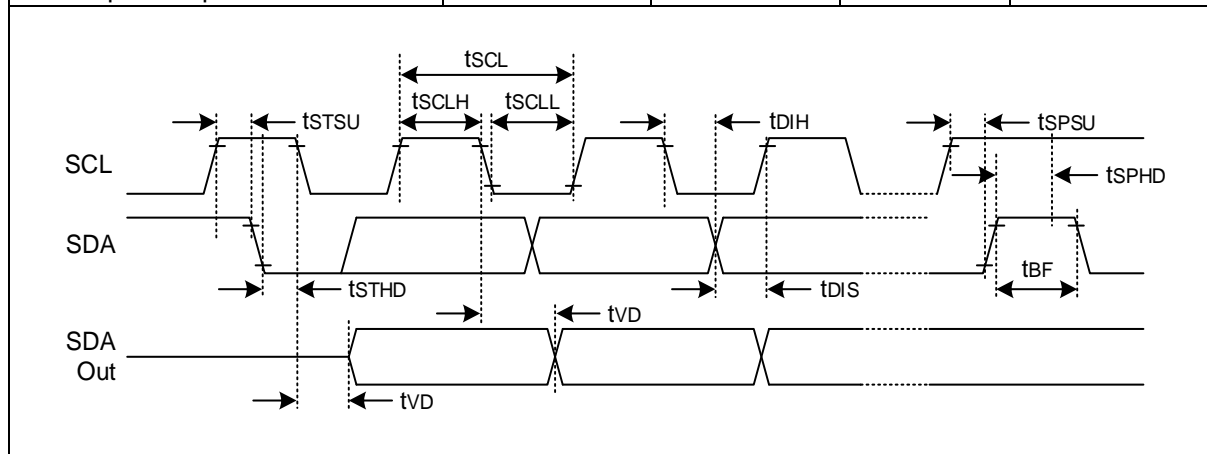 tSCL
tSCLH tSCLL
tSTSU tDIH tSPSU
SCL
tSPHD
SDA
tSTHD tDIS tBF
tVD
SDA
Out
tVD